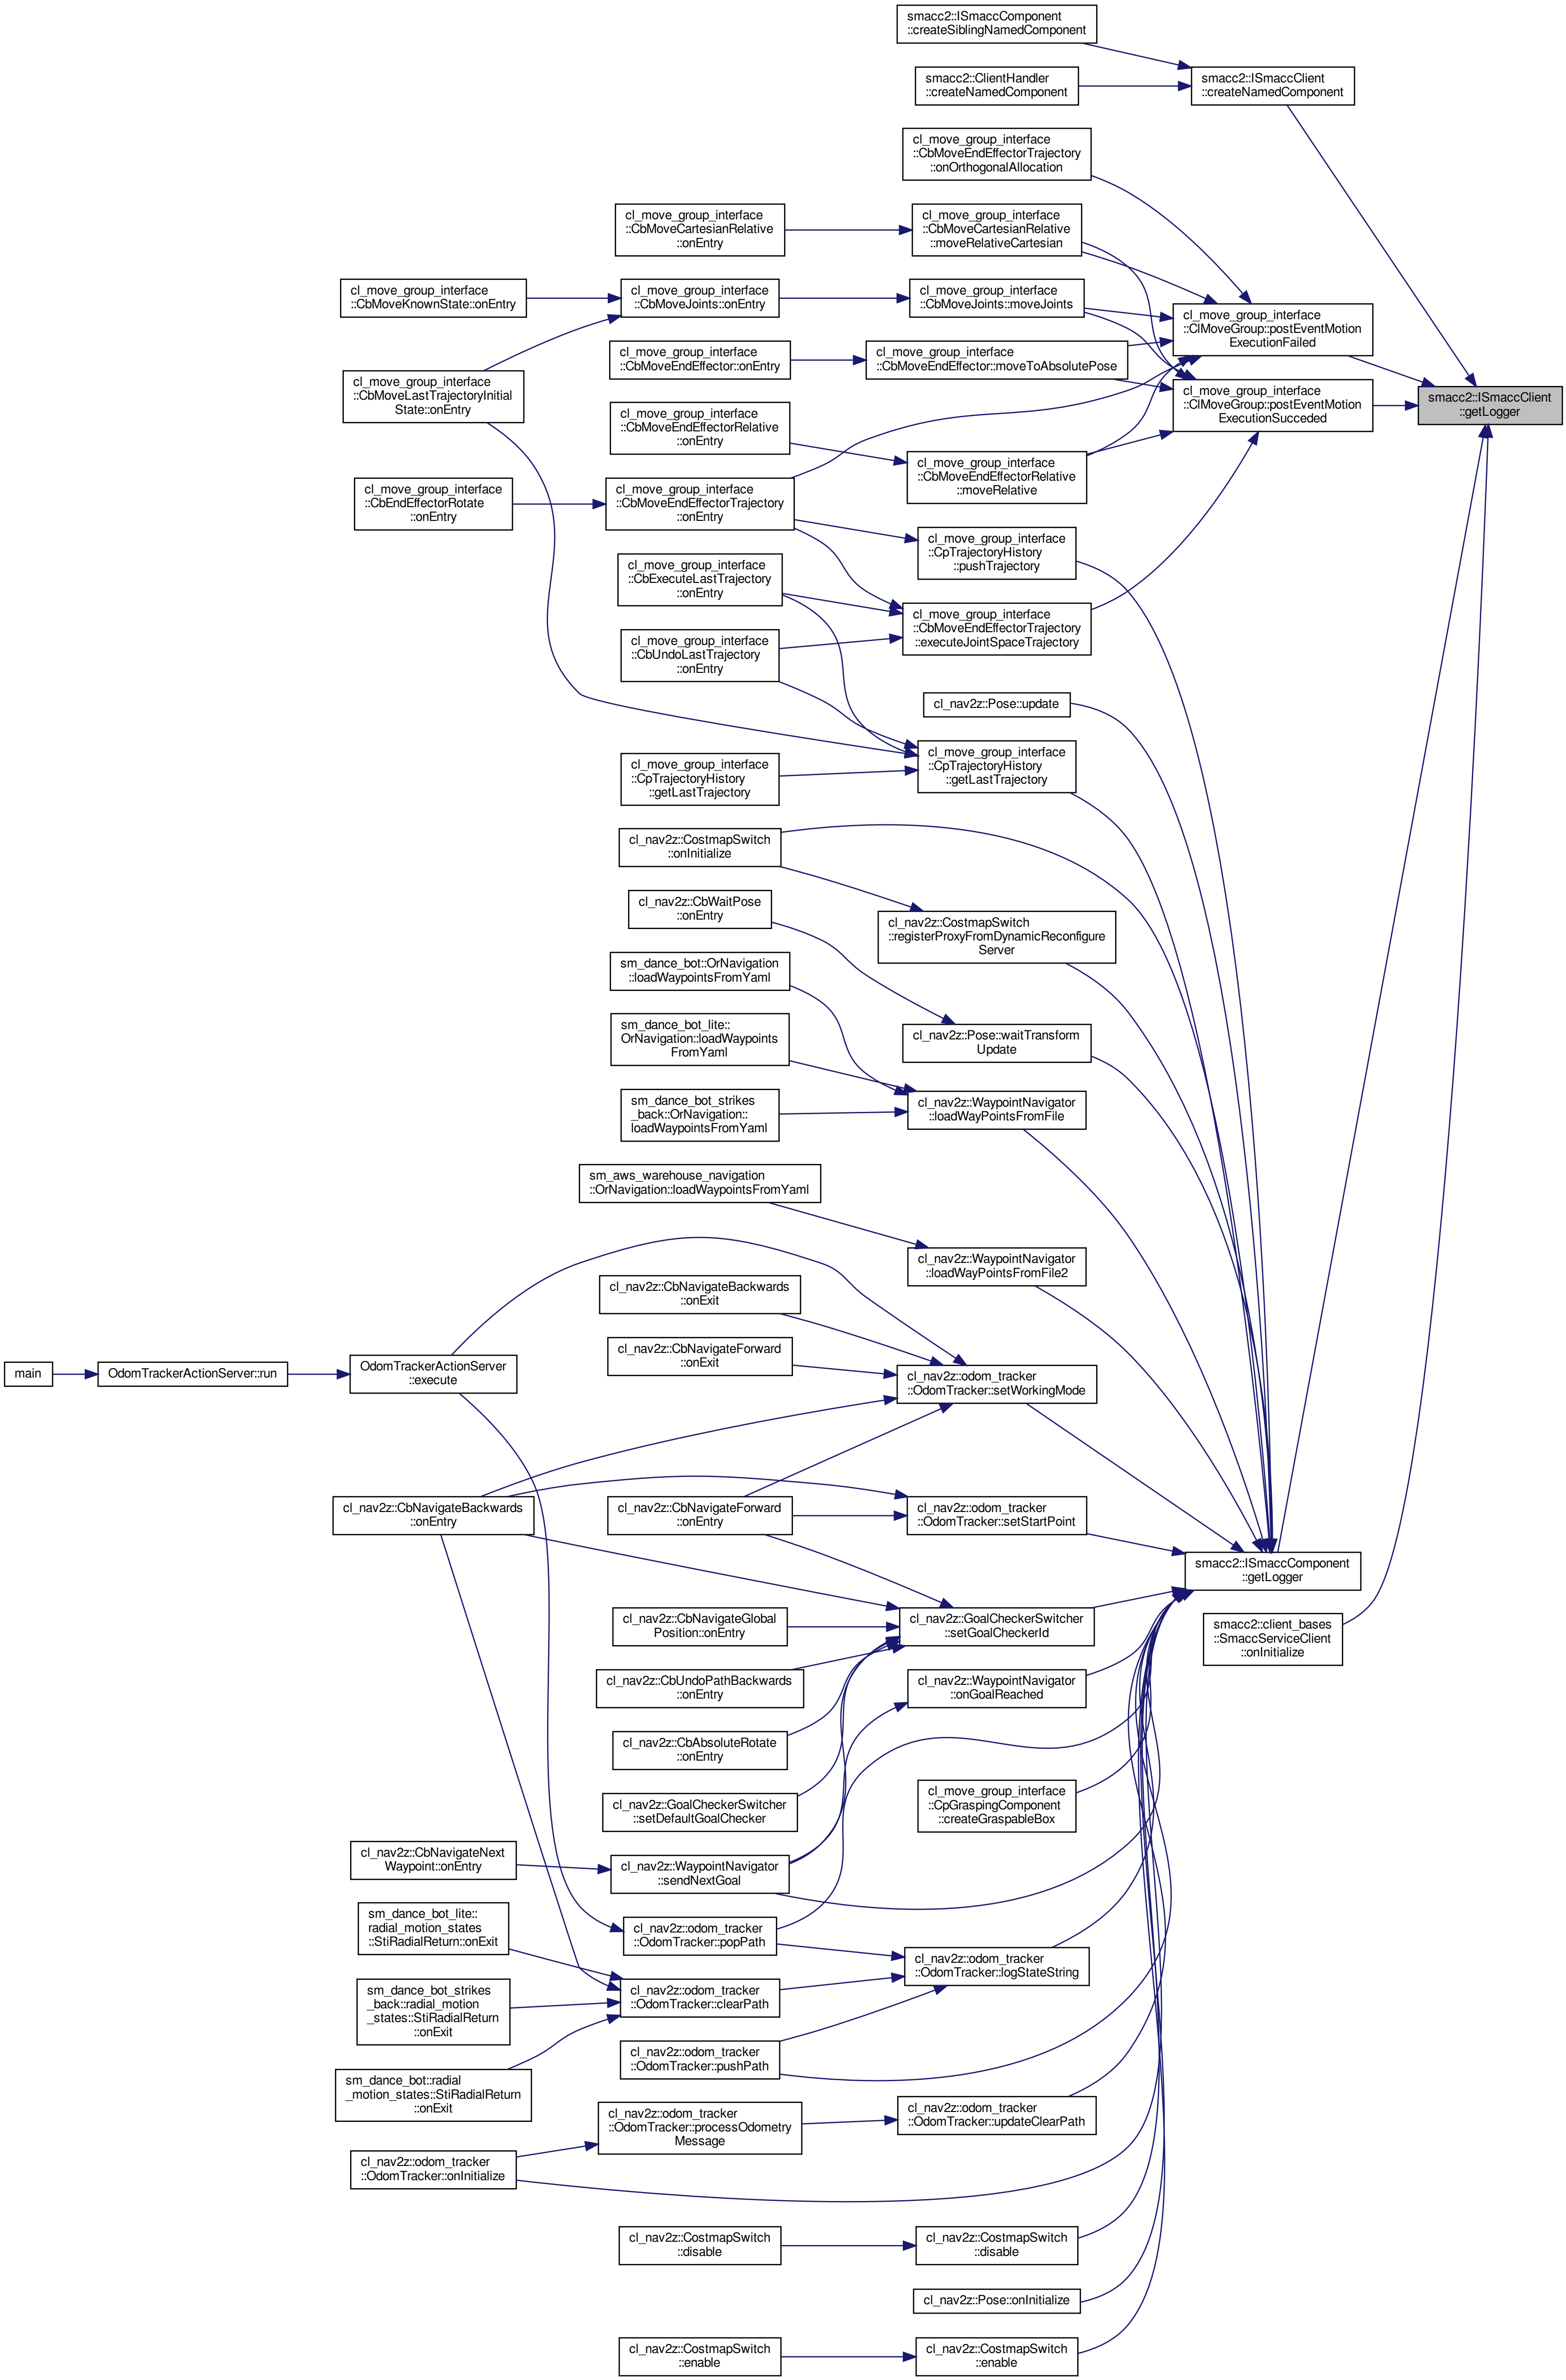 smacc2::ISmaccComponent
::createSiblingNamedComponent
smacc2::ClientHandler
::createNamedComponent
smacc2::ISmaccClient
::createNamedComponent
cl_move_group_interface
::CbMoveEndEffectorTrajectory
::onOrthogonalAllocation
cl_move_group_interface
::CbMoveCartesianRelative
::onEntry
cl_move_group_interface
::CbMoveCartesianRelative
::moveRelativeCartesian
cl_move_group_interface
::CbMoveKnownState::onEntry
cl_move_group_interface
::CbMoveJoints::onEntry
cl_move_group_interface
::CbMoveJoints::moveJoints
cl_move_group_interface
::ClMoveGroup::postEventMotion
ExecutionFailed
cl_move_group_interface
::CbMoveEndEffector::onEntry
cl_move_group_interface
::CbMoveEndEffector::moveToAbsolutePose
cl_move_group_interface
::CbMoveLastTrajectoryInitial
State::onEntry
cl_move_group_interface
::ClMoveGroup::postEventMotion
ExecutionSucceded
smacc2::ISmaccClient
::getLogger
cl_move_group_interface
::CbMoveEndEffectorRelative
::onEntry
cl_move_group_interface
::CbMoveEndEffectorRelative
::moveRelative
cl_move_group_interface
::CbEndEffectorRotate
::onEntry
cl_move_group_interface
::CbMoveEndEffectorTrajectory
::onEntry
cl_move_group_interface
::CpTrajectoryHistory
::pushTrajectory
cl_move_group_interface
::CbExecuteLastTrajectory
::onEntry
cl_move_group_interface
::CbMoveEndEffectorTrajectory
::executeJointSpaceTrajectory
cl_move_group_interface
::CbUndoLastTrajectory
::onEntry
cl_nav2z::Pose::update
cl_move_group_interface
::CpTrajectoryHistory
::getLastTrajectory
cl_move_group_interface
::CpTrajectoryHistory
::getLastTrajectory
cl_nav2z::CostmapSwitch
::onInitialize
cl_nav2z::CbWaitPose
::onEntry
cl_nav2z::CostmapSwitch
::registerProxyFromDynamicReconfigure
Server
sm_dance_bot::OrNavigation
::loadWaypointsFromYaml
sm_dance_bot_lite::
OrNavigation::loadWaypoints
FromYaml
cl_nav2z::Pose::waitTransform
Update
sm_dance_bot_strikes
_back::OrNavigation::
loadWaypointsFromYaml
cl_nav2z::WaypointNavigator
::loadWayPointsFromFile
sm_aws_warehouse_navigation
::OrNavigation::loadWaypointsFromYaml
cl_nav2z::WaypointNavigator
::loadWayPointsFromFile2
cl_nav2z::CbNavigateBackwards
::onExit
cl_nav2z::CbNavigateForward
::onExit
main
OdomTrackerActionServer::run
OdomTrackerActionServer
::execute
cl_nav2z::odom_tracker
::OdomTracker::setWorkingMode
cl_nav2z::CbNavigateBackwards
::onEntry
cl_nav2z::CbNavigateForward
::onEntry
cl_nav2z::odom_tracker
::OdomTracker::setStartPoint
smacc2::ISmaccComponent
::getLogger
cl_nav2z::CbNavigateGlobal
Position::onEntry
cl_nav2z::GoalCheckerSwitcher
::setGoalCheckerId
smacc2::client_bases
::SmaccServiceClient
::onInitialize
cl_nav2z::CbUndoPathBackwards
::onEntry
cl_nav2z::WaypointNavigator
::onGoalReached
cl_nav2z::CbAbsoluteRotate
::onEntry
cl_nav2z::GoalCheckerSwitcher
::setDefaultGoalChecker
cl_move_group_interface
::CpGraspingComponent
::createGraspableBox
cl_nav2z::CbNavigateNext
Waypoint::onEntry
cl_nav2z::WaypointNavigator
::sendNextGoal
sm_dance_bot_lite::
radial_motion_states
::StiRadialReturn::onExit
cl_nav2z::odom_tracker
::OdomTracker::popPath
cl_nav2z::odom_tracker
::OdomTracker::logStateString
sm_dance_bot_strikes
_back::radial_motion
_states::StiRadialReturn
::onExit
cl_nav2z::odom_tracker
::OdomTracker::clearPath
cl_nav2z::odom_tracker
::OdomTracker::pushPath
sm_dance_bot::radial
_motion_states::StiRadialReturn
::onExit
cl_nav2z::odom_tracker
::OdomTracker::processOdometry
Message
cl_nav2z::odom_tracker
::OdomTracker::updateClearPath
cl_nav2z::odom_tracker
::OdomTracker::onInitialize
cl_nav2z::CostmapSwitch
::disable
cl_nav2z::CostmapSwitch
::disable
cl_nav2z::Pose::onInitialize
cl_nav2z::CostmapSwitch
::enable
cl_nav2z::CostmapSwitch
::enable